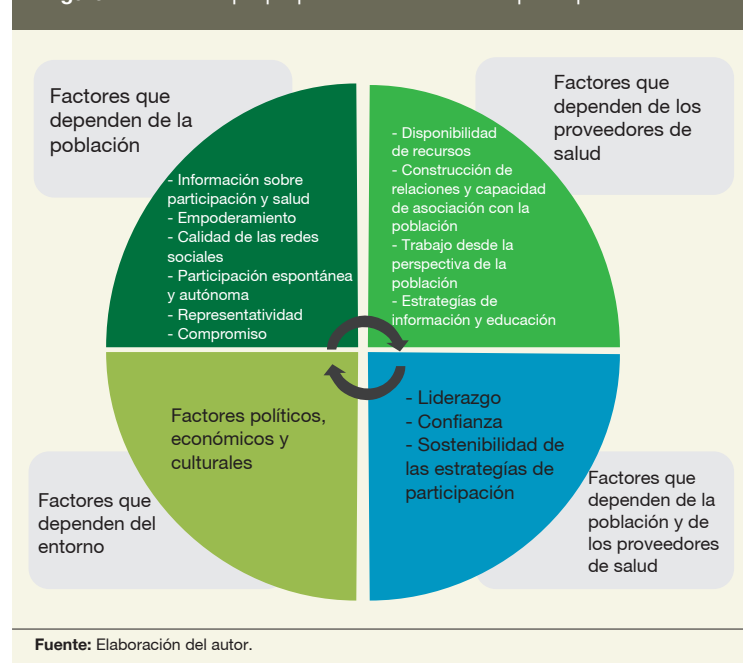 Factores que
dependen de la
población
- Información sobre
participación y salud
- Empoderamiento
- Calidad de las redes
sociales
- Participación espontánea
y autónoma
- Representatividad
- Compromiso
Factores que
dependen de los
proveedores de
salud
- Disponibilidad
de recursos
- Construcción de
relaciones y capacidad
de asociación con la
población
- Trabajo desde la
perspectiva de la
población
- Estrategías de
información y educación
Factores políticos,
económicos y
culturales
Factores que
dependen del
entorno
- Liderazgo
- Confianza
- Sostenibilidad de
las estrategías de
participación
Factores que
dependen de la
población y de
los proveedores
de salud
Fuente: Elaboración del autor.